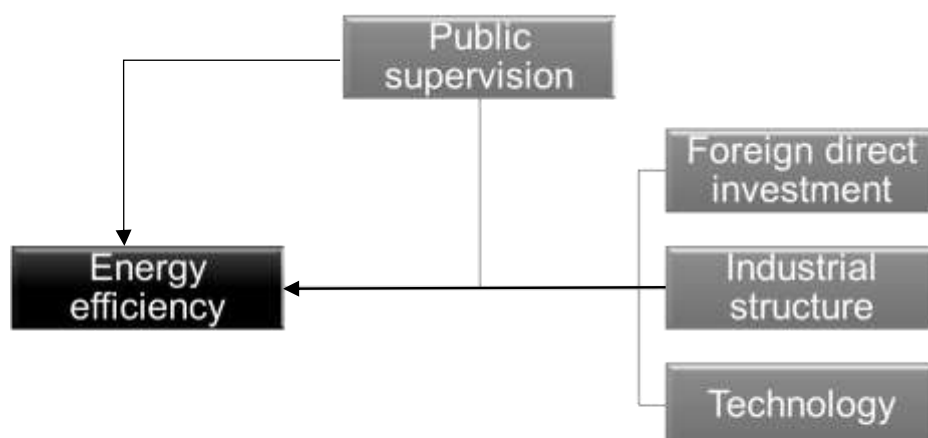 Public
supervision
Foreign direct
investment
Energy
efficiency
Industrial
structure
Technology